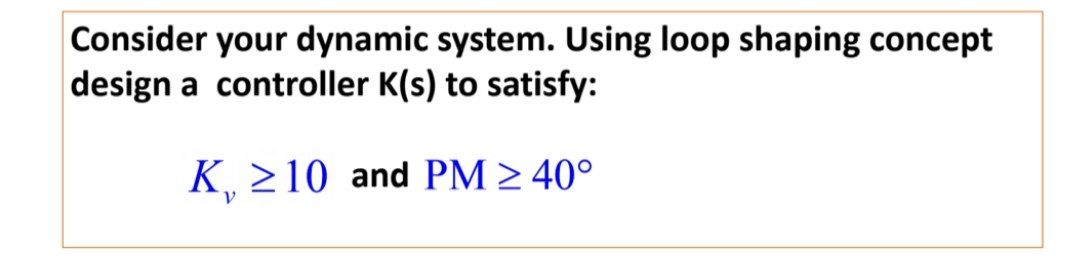 Consider your dynamic system. Using loop shaping concept
design a controller K(s) to satisfy:
K_v ≥ 10 and PM ≥ 40°